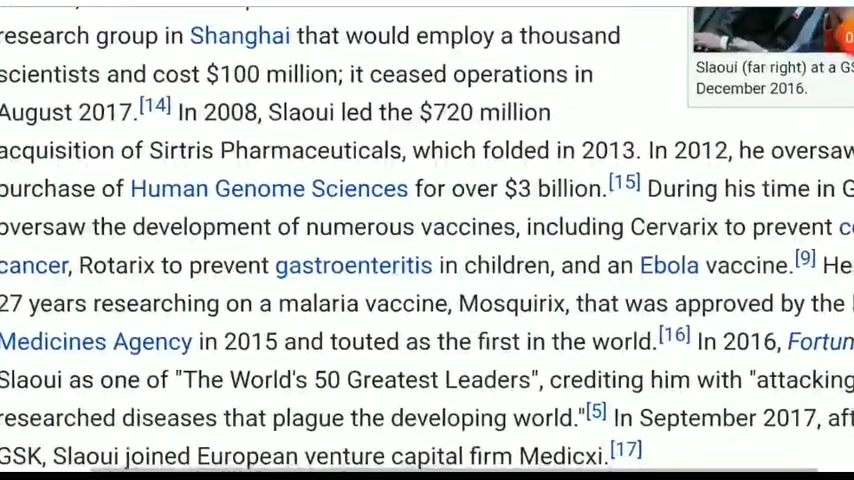 research group in Shanghai that would employ a thousand
scientists and cost $100 million; it ceased operations in
August 2017.[14] In 2008, Slaoui led the $720 million
acquisition of Sirtris Pharmaceuticals, which folded in 2013. In 2012, he oversaw
purchase of Human Genome Sciences for over $3 billion.[15] During his time in G
oversaw the development of numerous vaccines, including Cervarix to prevent c
cancer, Rotarix to prevent gastroenteritis in children, and an Ebola vaccine.[9] He
27 years researching on a malaria vaccine, Mosquirix, that was approved by the
Medicines Agency in 2015 and touted as the first in the world.[16] In 2016, Fortun
Slaoui as one of "The World's 50 Greatest Leaders", crediting him with "attacking
researched diseases that plague the developing world."[5] In September 2017, aft
GSK, Slaoui joined European venture capital firm Medicxi.[17]
Slaoui (far right) at a GS
December 2016.